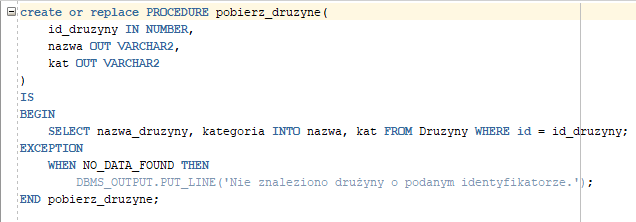 create or replace PROCEDURE pobierz_druzyne(
    id_druzyny IN NUMBER,
    nazwa OUT VARCHAR2,
    kat OUT VARCHAR2
)
IS
BEGIN
    SELECT nazwa_druzyny, kategoria INTO nazwa, kat FROM Druzyny WHERE id = id_druzyny;
EXCEPTION
    WHEN NO_DATA_FOUND THEN
        DBMS_OUTPUT.PUT_LINE('Nie znaleziono drużyny o podanym identyfikatorze.');
END pobierz_druzyne;